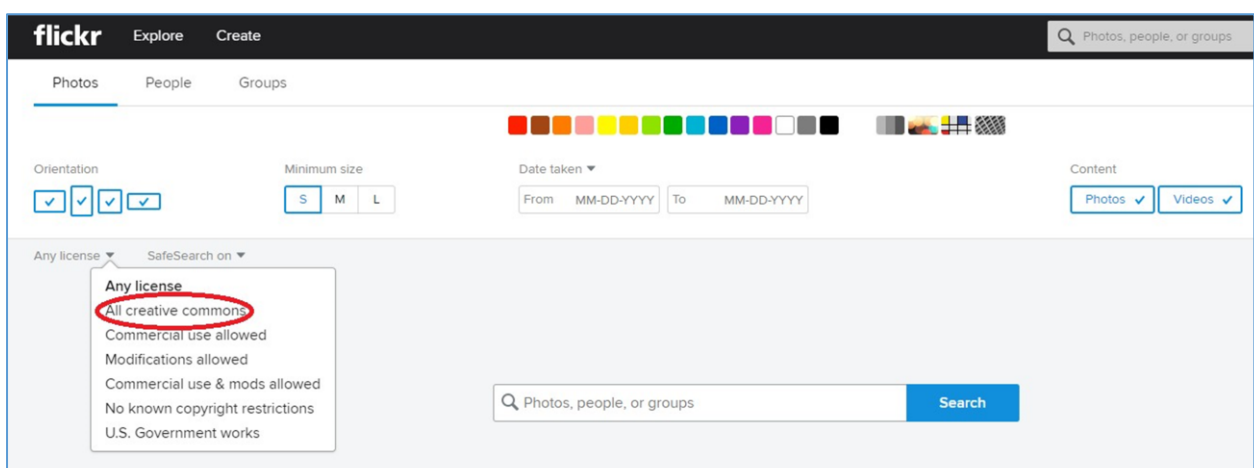 flickr Explore Create Photos, people, or groups
Photos People Groups
Orientation Minimum size Date taken Content
S M L From MM-DD-YYYY To MM-DD-YYYY Photos Videos
Any license SafeSearch on
Any license
All creative commons
Commercial use allowed
Modifications allowed
Commercial use & mods allowed
No known copyright restrictions
U.S. Government works
Photos, people, or groups Search